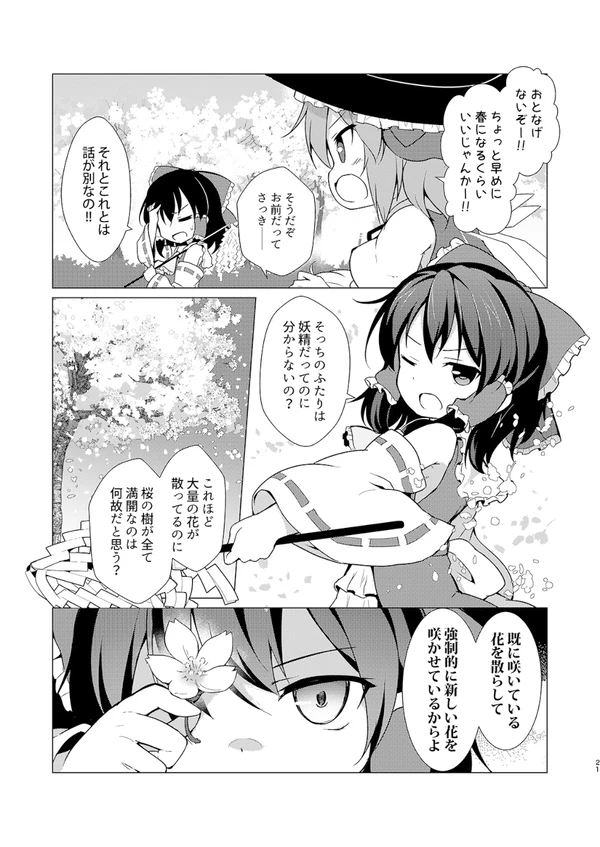 おとなげ
ないぞー!!
ちょっと早めに
春になるくらい
いいじゃんかー!!
そうだぞ
お前だって
さっき──
それとこれとは
話が別なの!!
そっちのふたりは
妖精だってのに
分からないの?
これほど
大量の花が
散ってるのに
桜の樹が全て
満開なのは
何故だと思う?
既に咲いている
花を散らして
強制的に新しい花を
咲かせているからよ
21